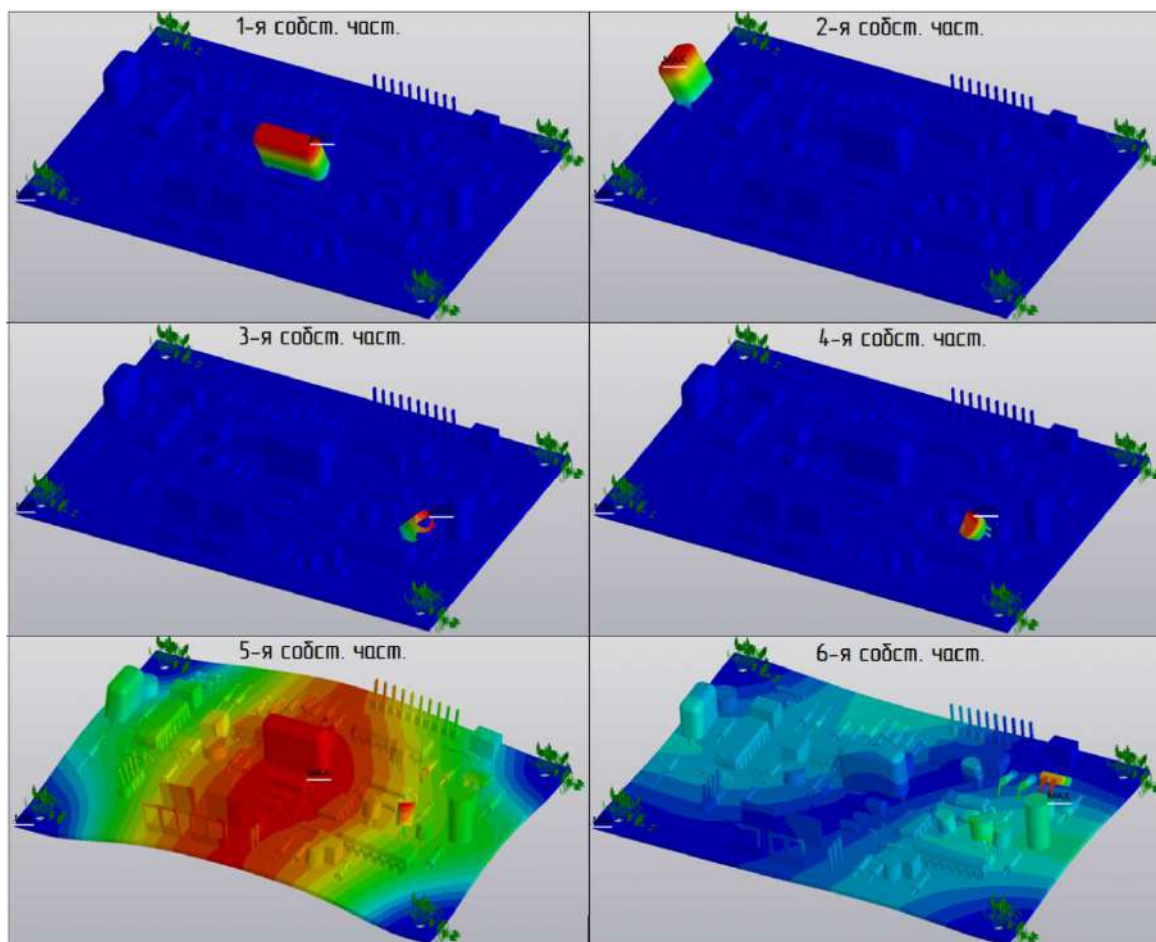 1-я собст. част.
2-я собст. част.
3-я собст. част.
4-я собст. част.
5-я собст. част.
6-я собст. част.